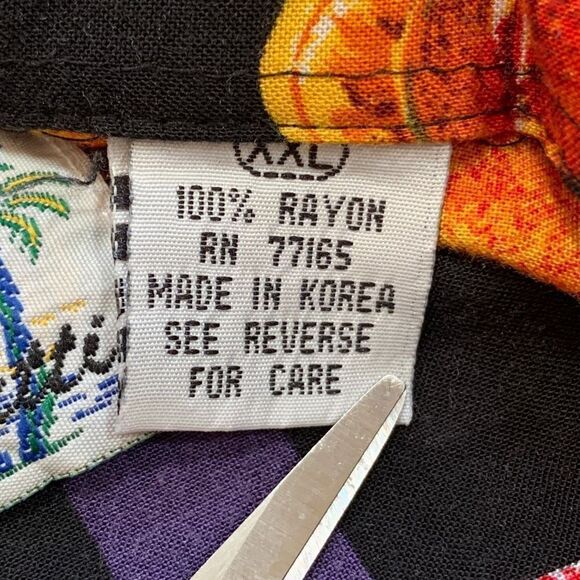 XXL
100% RAYON
RN 77165
MADE IN KOREA
SEE REVERSE
FOR CARE